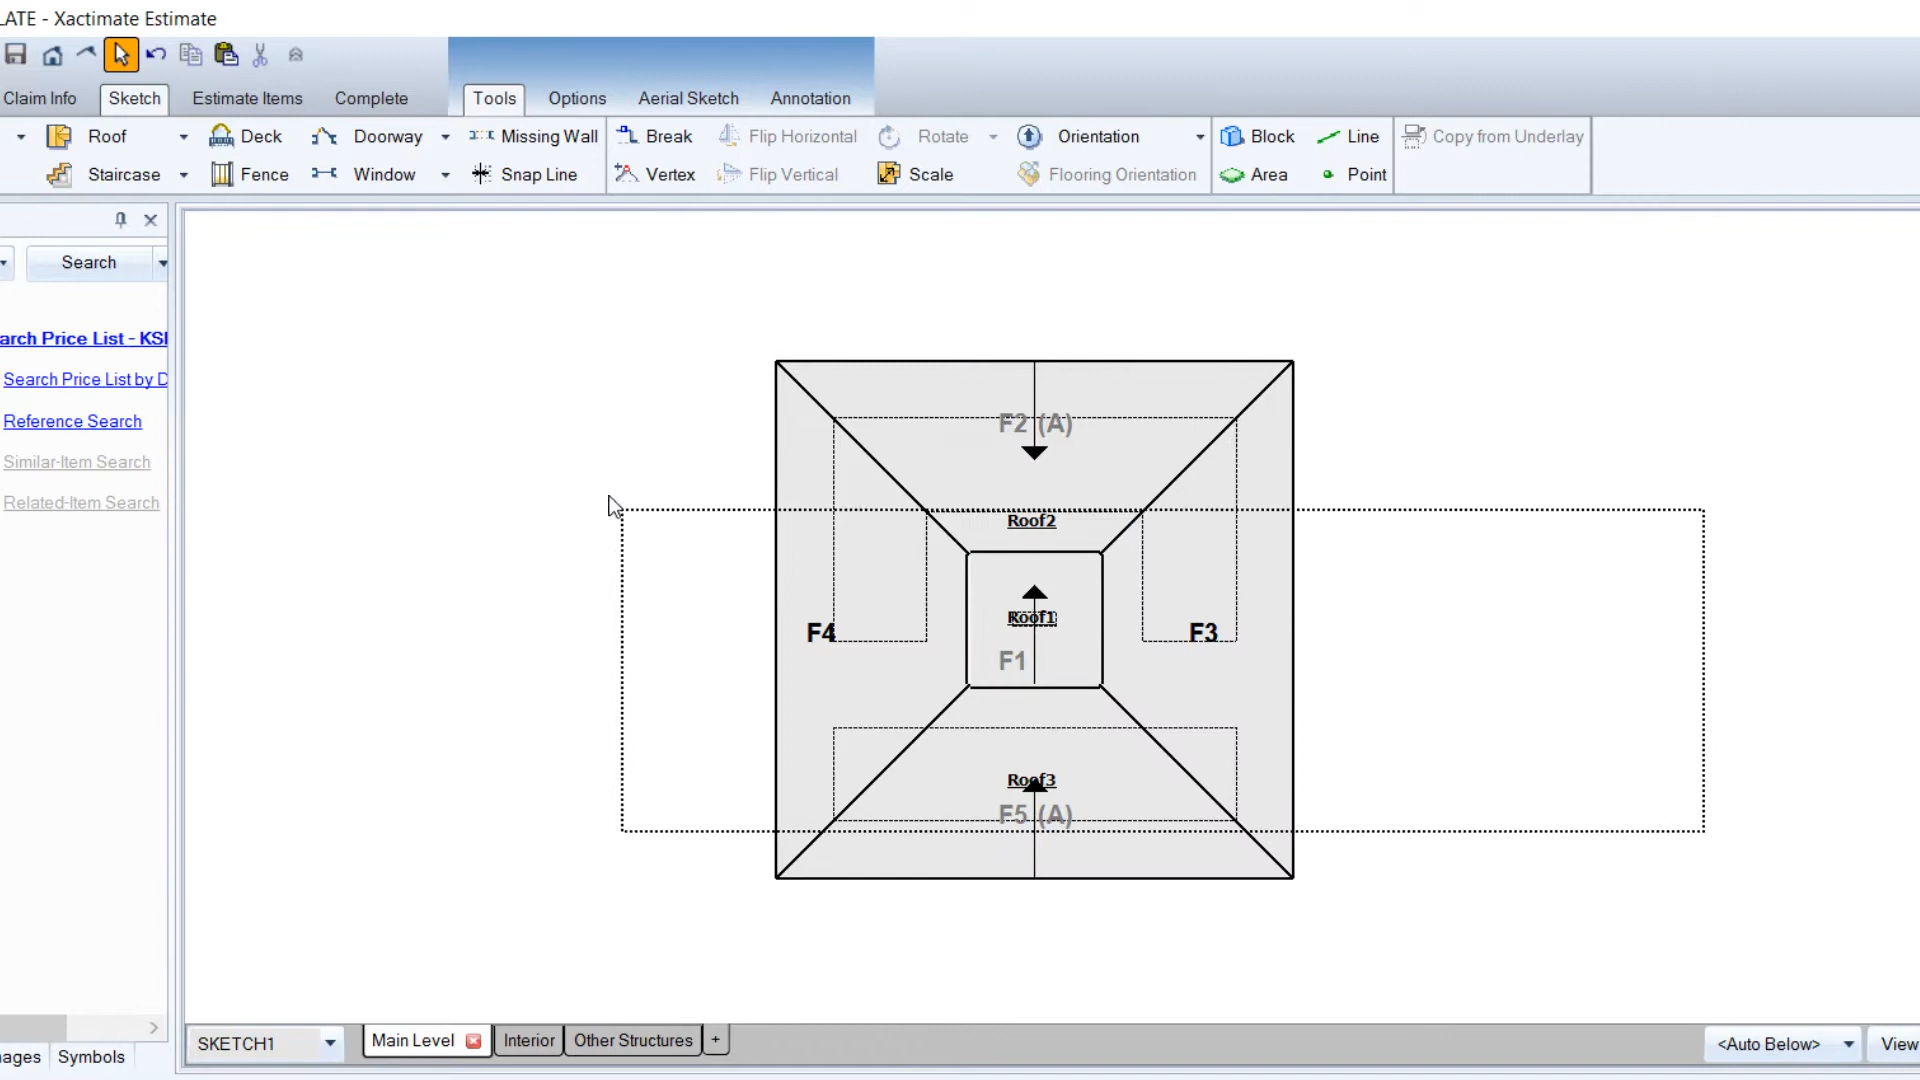 LATE - Xactimate Estimate
Claim Info Sketch Estimate Items Complete Tools Options Aerial Sketch Annotation
Roof Deck Doorway Missing Wall Break Flip Horizontal Rotate Orientation Block Line Copy from Underlay
Staircase Fence Window Snap Line Vertex Flip Vertical Scale Flooring Orientation Area Point
Search
arch Price List - KS
Search Price List by D
Reference Search
Similar-Item Search
Related-Item Search
F2 (A)
Roof2
Roof1
F4
F3
F1
Roof3
F5 (A)
SKETCH1 Main Level Interior Other Structures + <Auto Below> View
ages Symbols